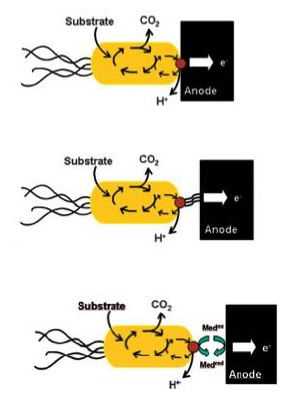 Substrate CO2
e-
Anode
H+
Substrate CO2
e-
Anode
H+
Substrate CO2
Medox
e-
Medred
Anode
H+